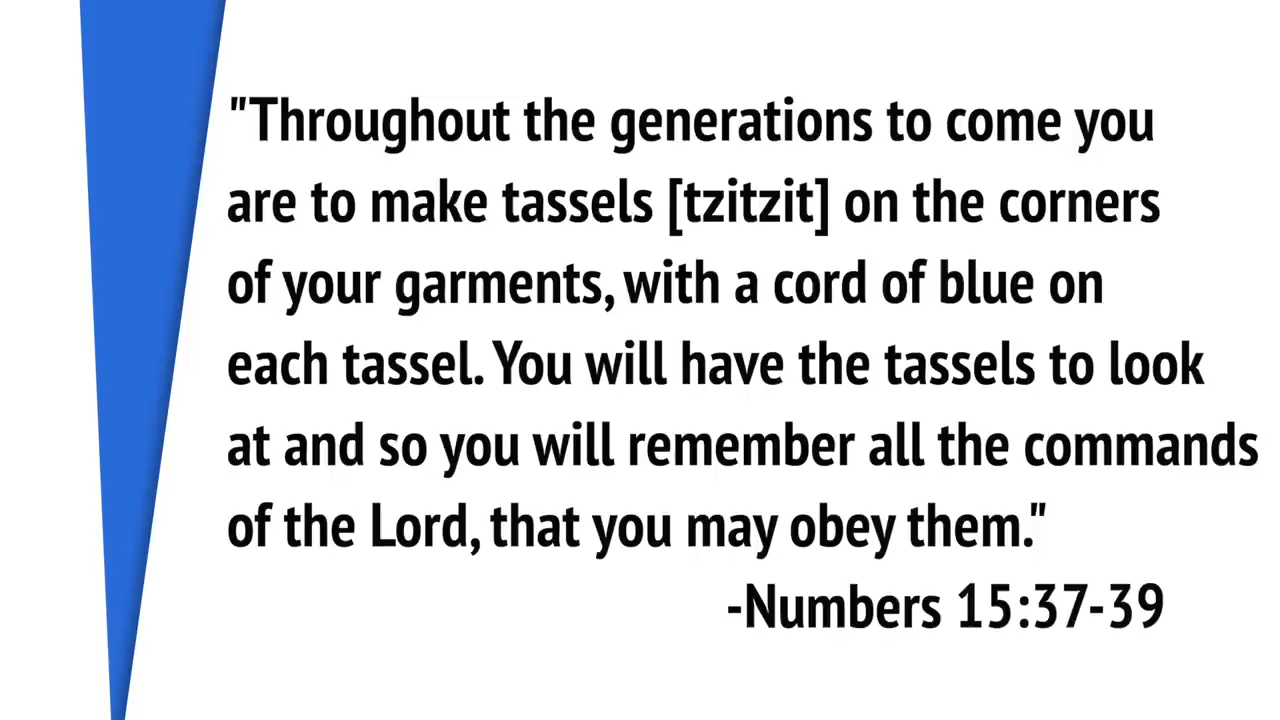 "Throughout the generations to come you
are to make tassels [tzitzit] on the corners
of your garments, with a cord of blue on
each tassel. You will have the tassels to look
at and so you will remember all the commands
of the Lord, that you may obey them."
-Numbers 15:37-39